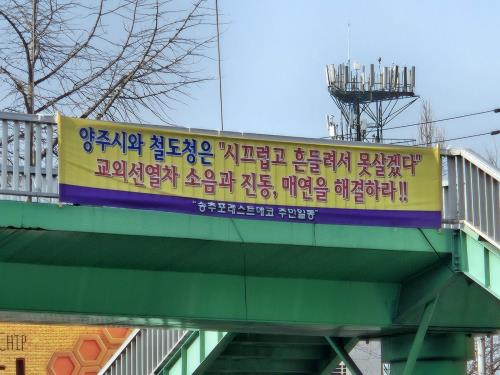 양주시와 철도청은 "시끄럽고 흔들려서 못살겠다"
교외선열차 소음과 진동, 매연을 해결하라!!
"송추포레스트에코 주민일동"
CHIP